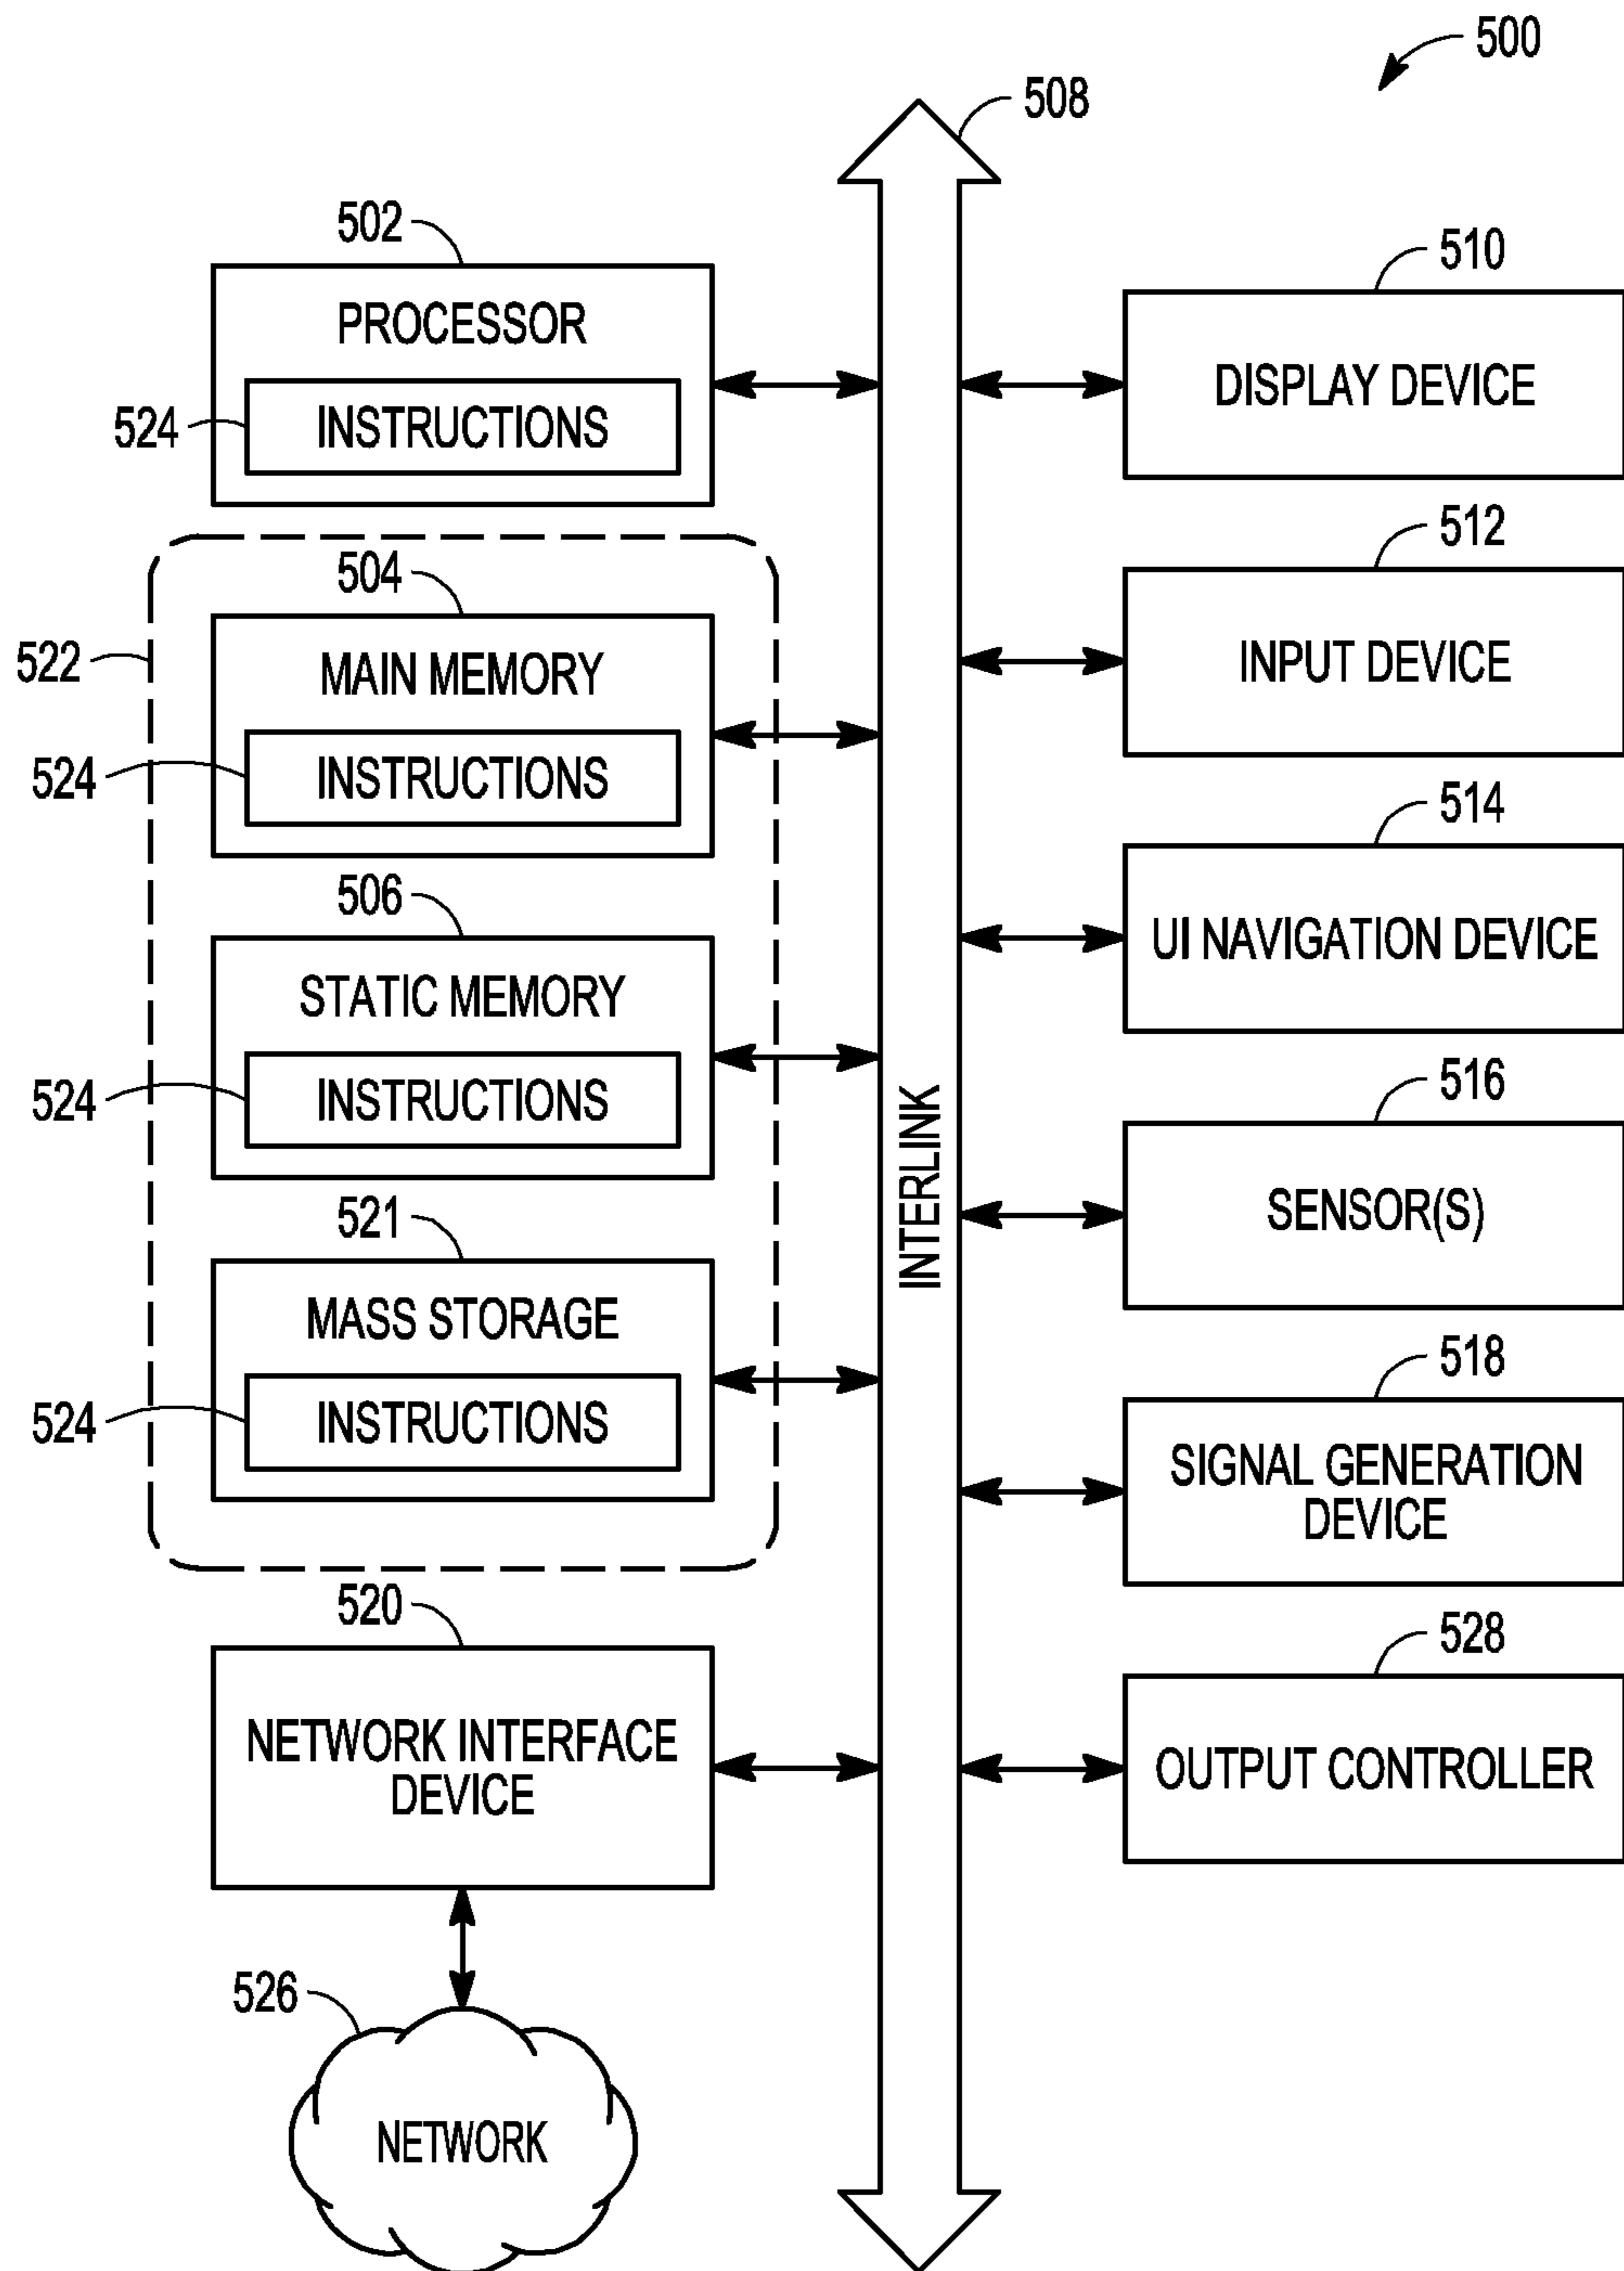 500
508
502
PROCESSOR
524
INSTRUCTIONS
522
504
MAIN MEMORY
524
INSTRUCTIONS
506
STATIC MEMORY
524
INSTRUCTIONS
521
MASS STORAGE
524
INSTRUCTIONS
520
NETWORK INTERFACE
DEVICE
526
NETWORK
INTERLINK
510
DISPLAY DEVICE
512
INPUT DEVICE
514
UI NAVIGATION DEVICE
516
SENSOR(S)
518
SIGNAL GENERATION
DEVICE
528
OUTPUT CONTROLLER